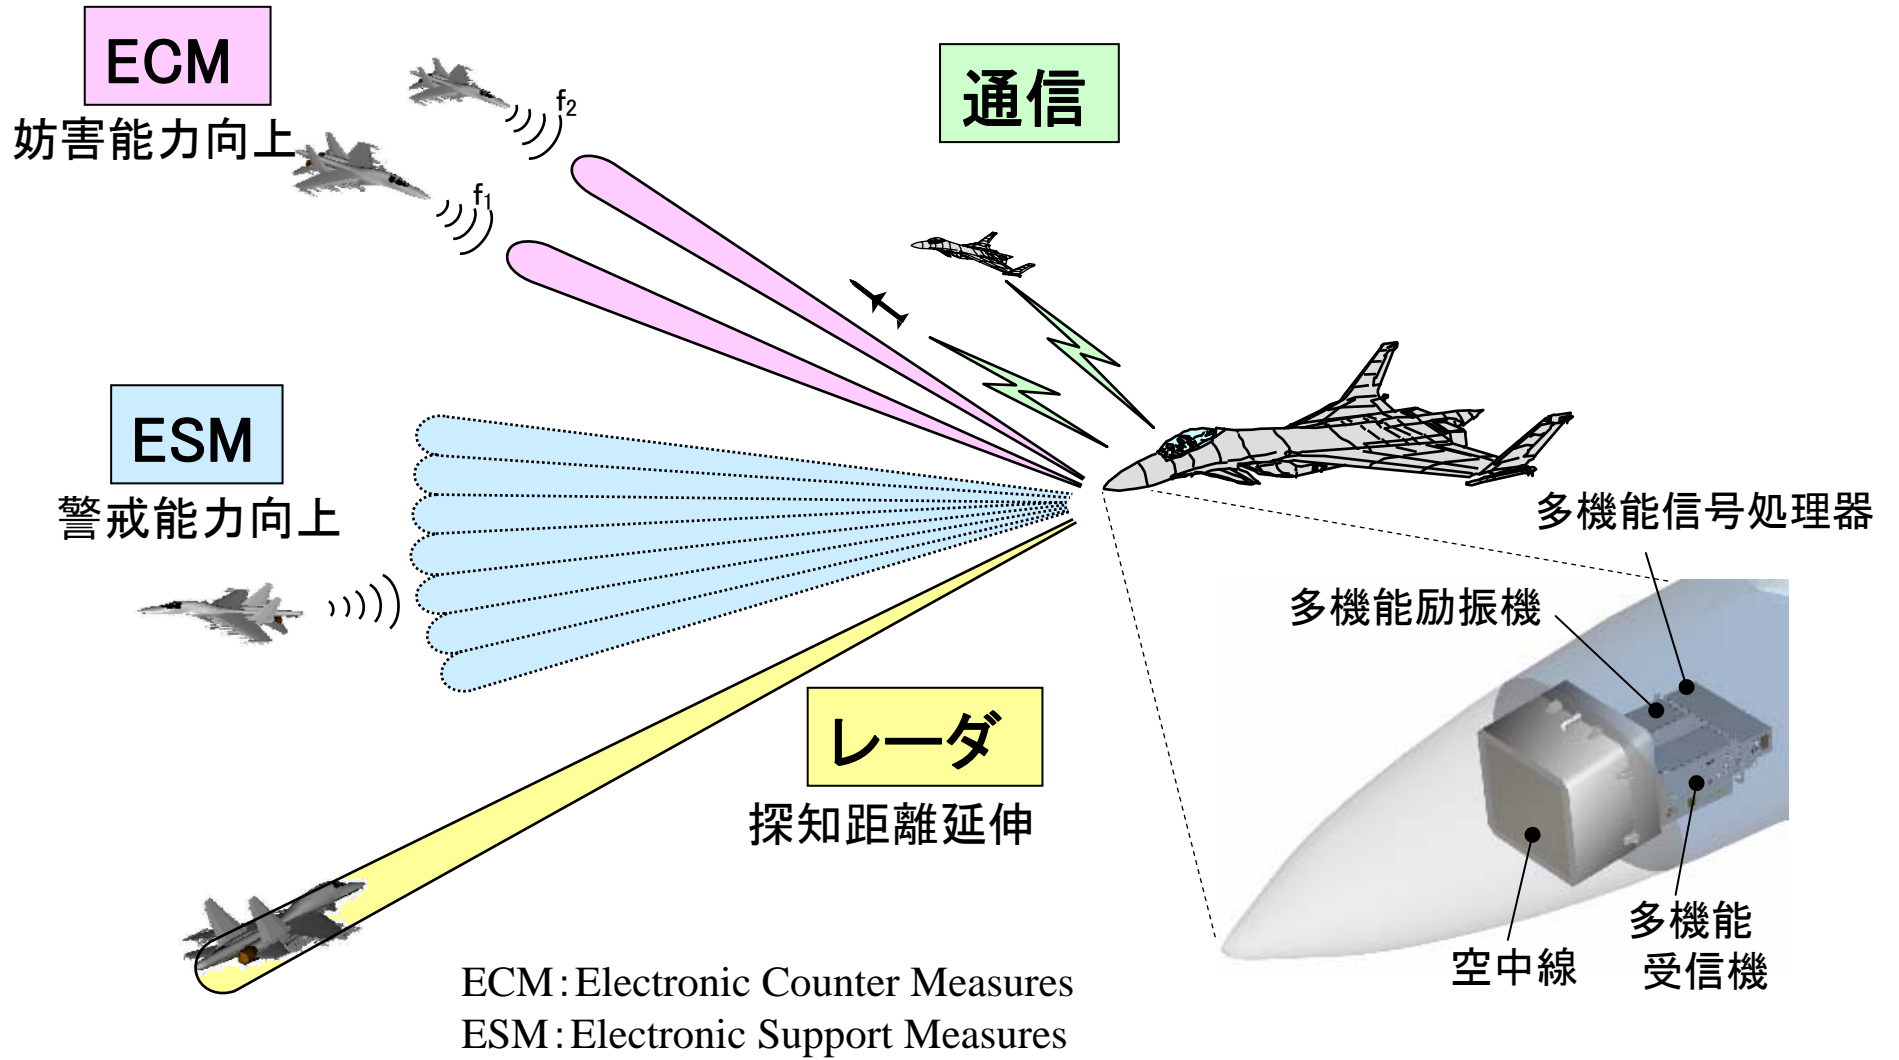 ECM
妨害能力向上
f2
f1
通信
ESM
警戒能力向上
レーダ
探知距離延伸
多機能信号処理器
多機能励振機
空中線
多機能
受信機
ECM:Electronic Counter Measures
ESM:Electronic Support Measures